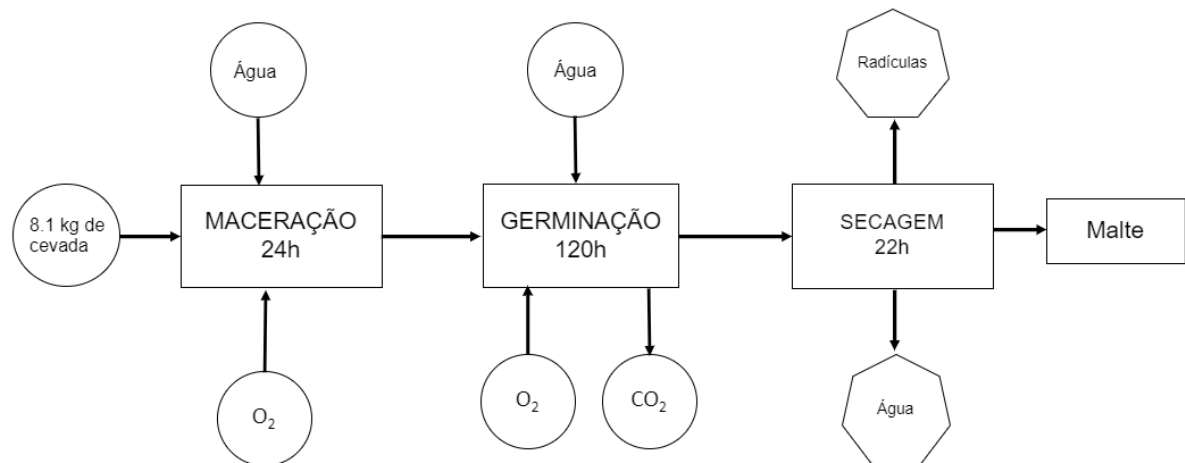 Água
Água
Radículas
8.1 kg de
cevada
MACERAÇÃO
24h
GERMINAÇÃO
120h
SECAGEM
22h
Malte
O₂
O₂
CO₂
Água